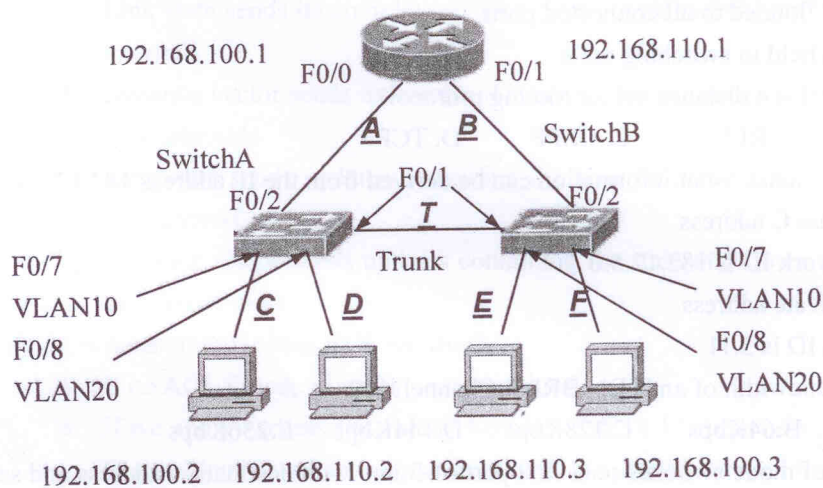 192.168.100.1
192.168.110.1
F0/0
F0/1
A
B
SwitchA
SwitchB
F0/1
F0/2
F0/2
T
Trunk
F0/7
VLAN10
F0/8
VLAN20
C
D
E
F
F0/7
VLAN10
F0/8
VLAN20
192.168.100.2
192.168.110.2
192.168.110.3
192.168.100.3